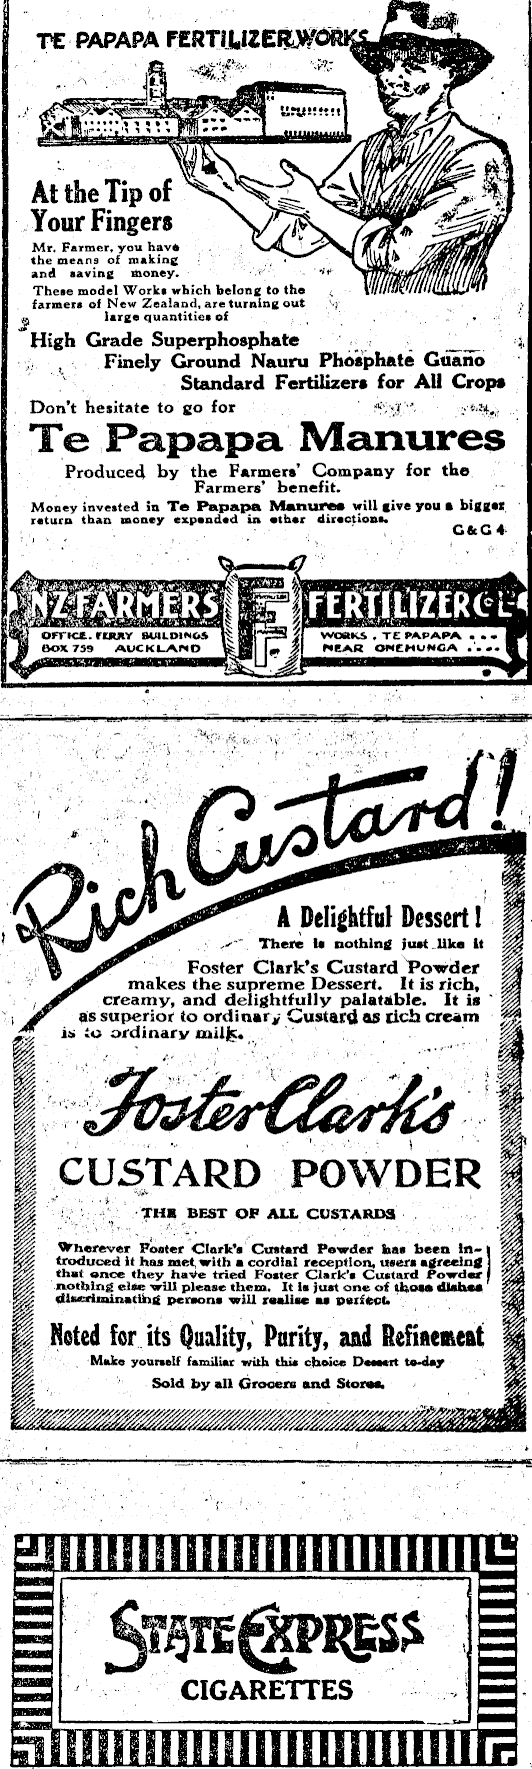 TE PAPAPA FERTILIZER WORKS
At the Tip of
Your Fingers
Mr. Farmer, you have
the means of making
and saving money.
These model Works which belong to the
farmers of New Zealand, are turning out
large quantities of
High Grade Superphosphate
Finely Ground Nauru Phosphate Guano
Standard Fertilizers for All Crops
Don't hesitate to go for
Te Papapa Manures
Produced by the Farmers' Company for the
Farmers' benefit.
Money invested in Te Papapa Manures will give you a bigger
return than money expended in other directions.
G & G 4
NZ FARMERS FF FERTILIZER CO LD
OFFICE. FERRY BUILDINGS
BOX 759 AUCKLAND
WORKS. TE PAPAPA ...
NEAR ONEHUNGA ....
Rich Custard!
A Delightful Dessert!
There is nothing just like it
Foster Clark's Custard Powder
makes the supreme Dessert. It is rich,
creamy, and delightfully palatable. It is
as superior to ordinary Custard as rich cream
is to ordinary milk.
Foster Clark's
CUSTARD POWDER
THE BEST OF ALL CUSTARDS
Wherever Foster Clark's Custard Powder has been in-
troduced it has met with a cordial reception, users agreeing
that once they have tried Foster Clark's Custard Powder
nothing else will please them. It is just one of those dishes
discriminating persons will realise as perfect.
Noted for its Quality, Purity, and Refinement
Make yourself familiar with this choice Dessert to-day
Sold by all Grocers and Stores.
STATE EXPRESS
CIGARETTES